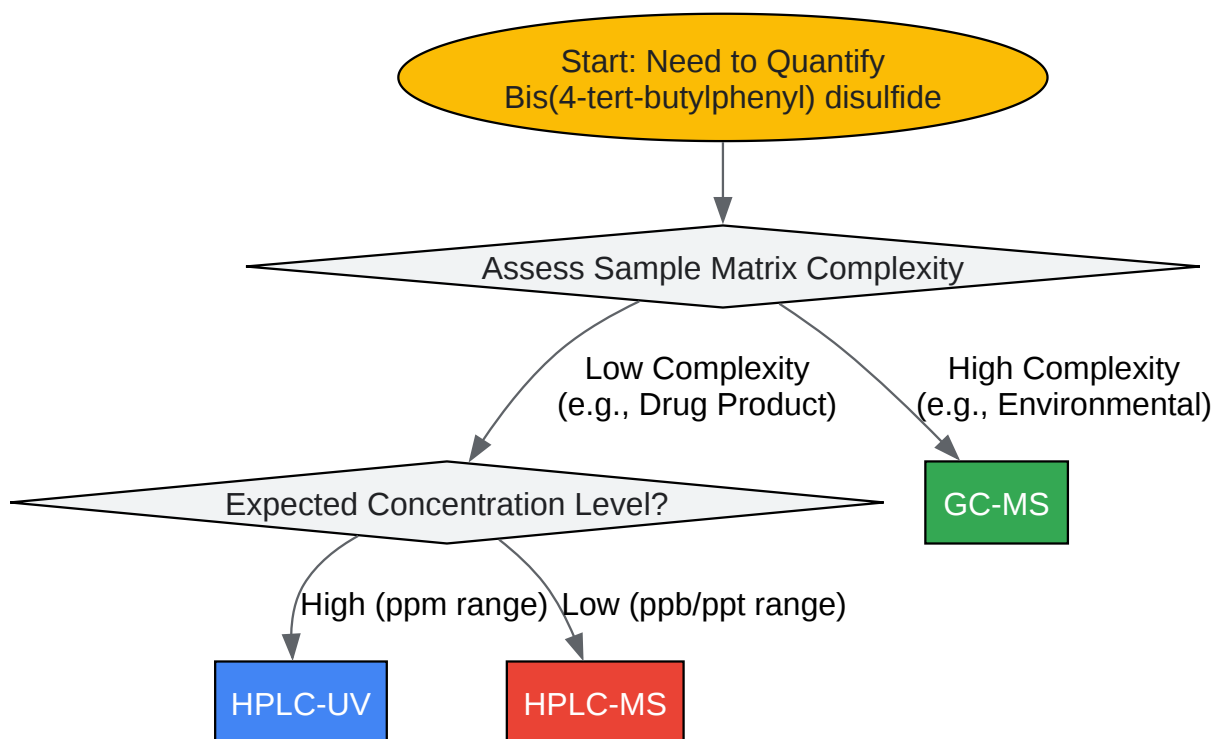 Start: Need to Quantify
Bis(4-tert-butylphenyl) disulfide
Assess Sample Matrix Complexity
Low Complexity
(e.g., Drug Product)
High Complexity
(e.g., Environmental)
Expected Concentration Level?
GC-MS
High (ppm range)
Low (ppb/ppt range)
HPLC-UV
HPLC-MS